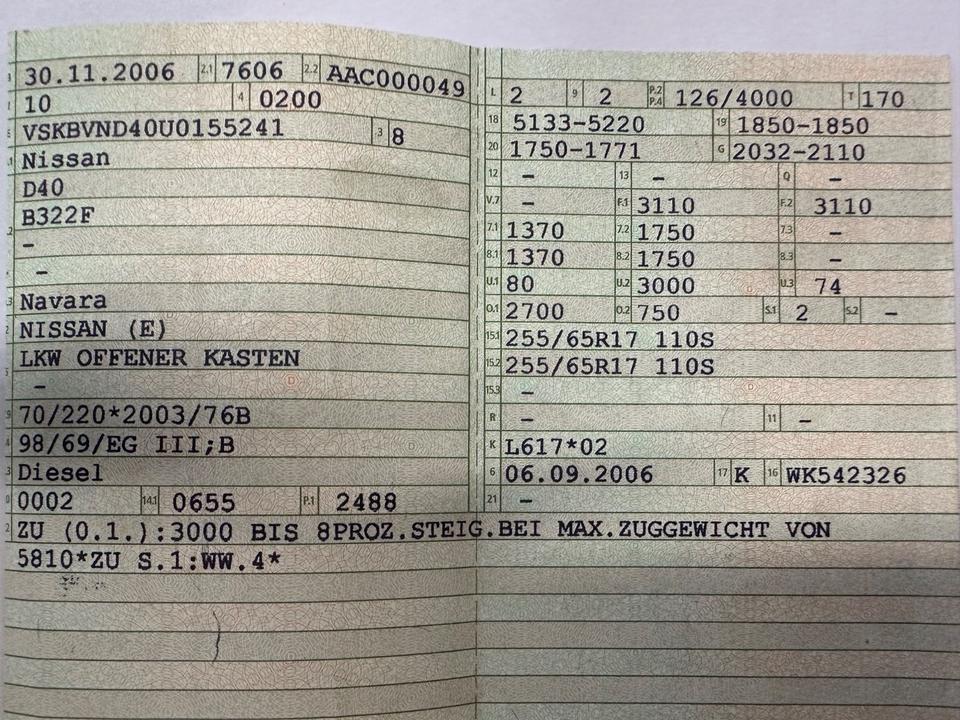 30.11.2006 2.1 7606 2.2 AAC000049
10 4 0200
VSKBVND40U0155241 3 8
Nissan
D40
B322F
–
–
Navara
NISSAN (E)
LKW OFFENER KASTEN
–
70/220*2003/76B
98/69/EG III;B
Diesel
0002 14.1 0655 P.1 2488
L 2 9 2 P.2 P.4 126/4000 T 170
18 5133–5220 19 1850–1850
20 1750–1771 G 2032–2110
12 – 13 – Q –
V.7 – F.1 3110 F.2 3110
7.1 1370 7.2 1750 7.3 –
8.1 1370 8.2 1750 8.3 –
U.1 80 U.2 3000 U.3 74
O.1 2700 O.2 750 S.1 2 S.2 –
15.1 255/65R17 110S
15.2 255/65R17 110S
15.3 –
R – 11 –
K L617*02
6 06.09.2006 17 K 16 WK542326
21 –
ZU (0.1.):3000 BIS 8PROZ.STEIG.BEI MAX.ZUGGEWICHT VON
5810*ZU S.1:WW.4*